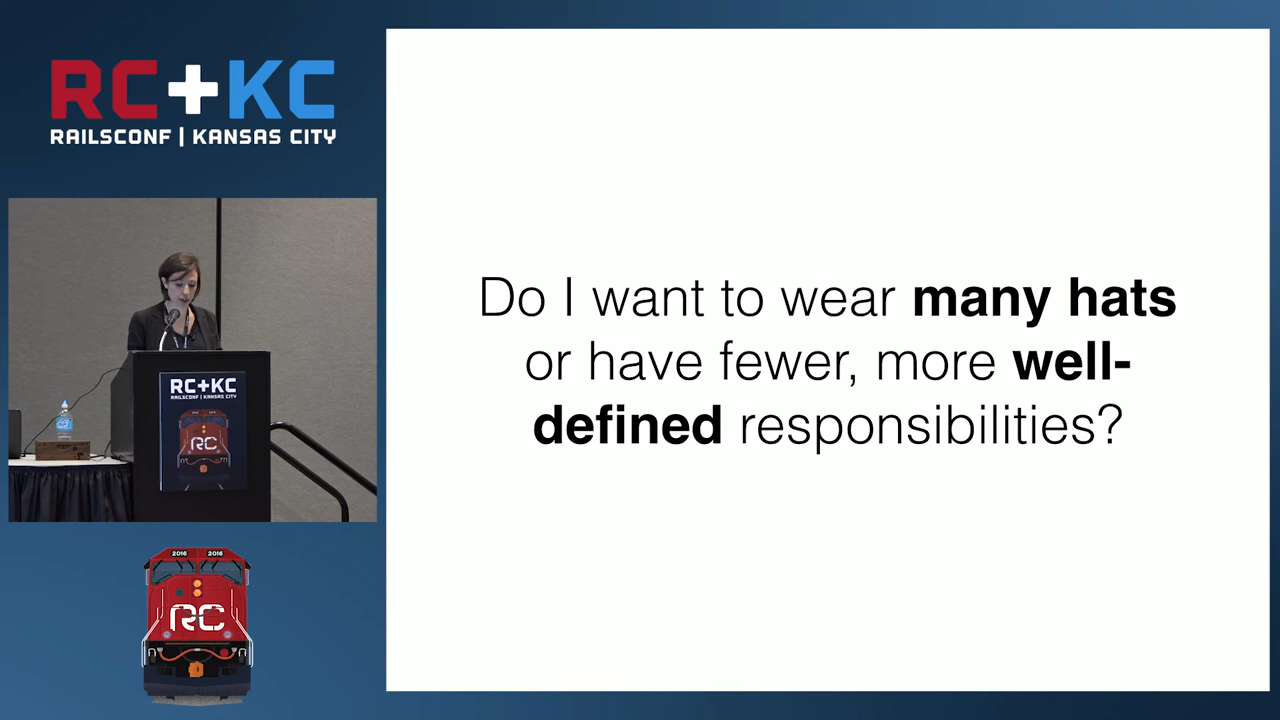 RC+KC
RAILSCONF | KANSAS CITY
Do I want to wear many hats
or have fewer, more well-
defined responsibilities?
RC+KC
RAILSCONF | KANSAS CITY
RC
2016 2016
RC